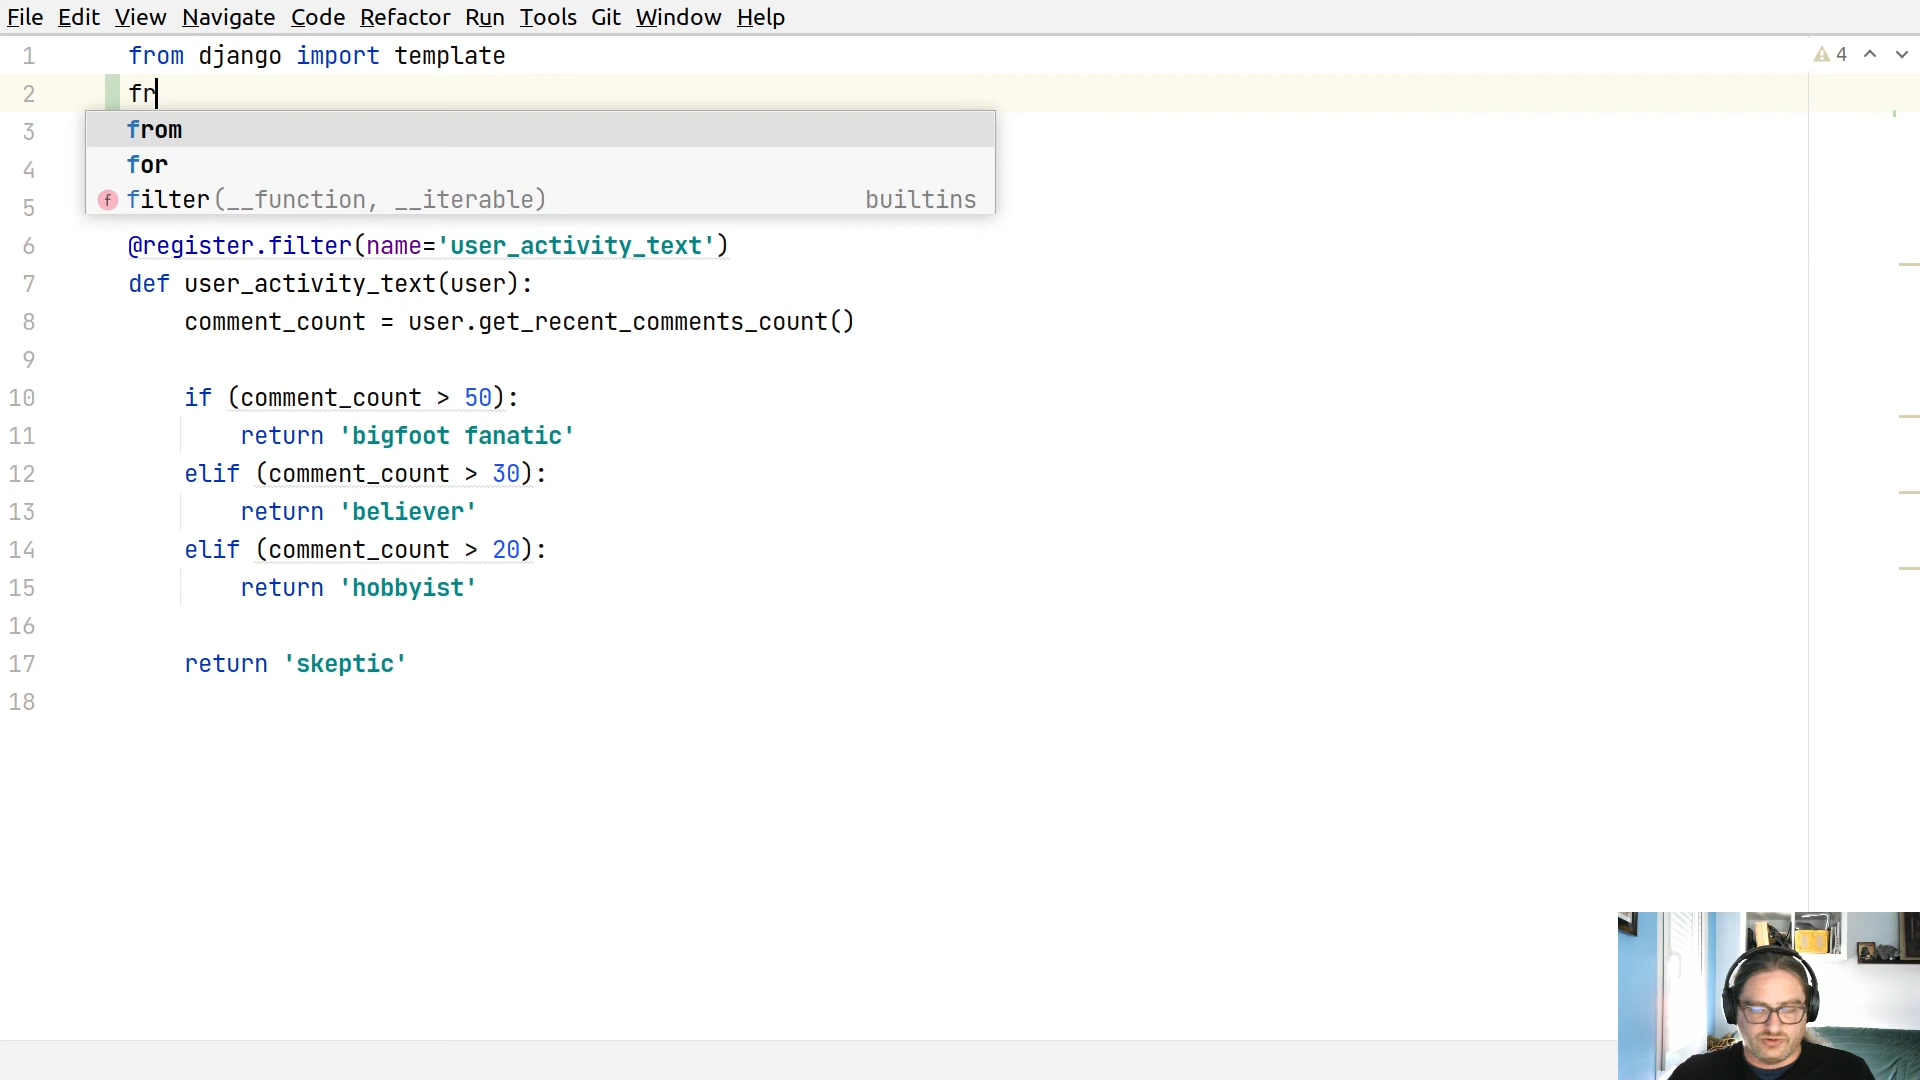 File Edit View Navigate Code Refactor Run Tools Git Window Help
1 from django import template
4
2 fr
3 from
4 for
5 f filter(__function, __iterable) builtins
6 @register.filter(name='user_activity_text')
7 def user_activity_text(user):
8 comment_count = user.get_recent_comments_count()
9
10 if (comment_count > 50):
11 return 'bigfoot fanatic'
12 elif (comment_count > 30):
13 return 'believer'
14 elif (comment_count > 20):
15 return 'hobbyist'
16
17 return 'skeptic'
18